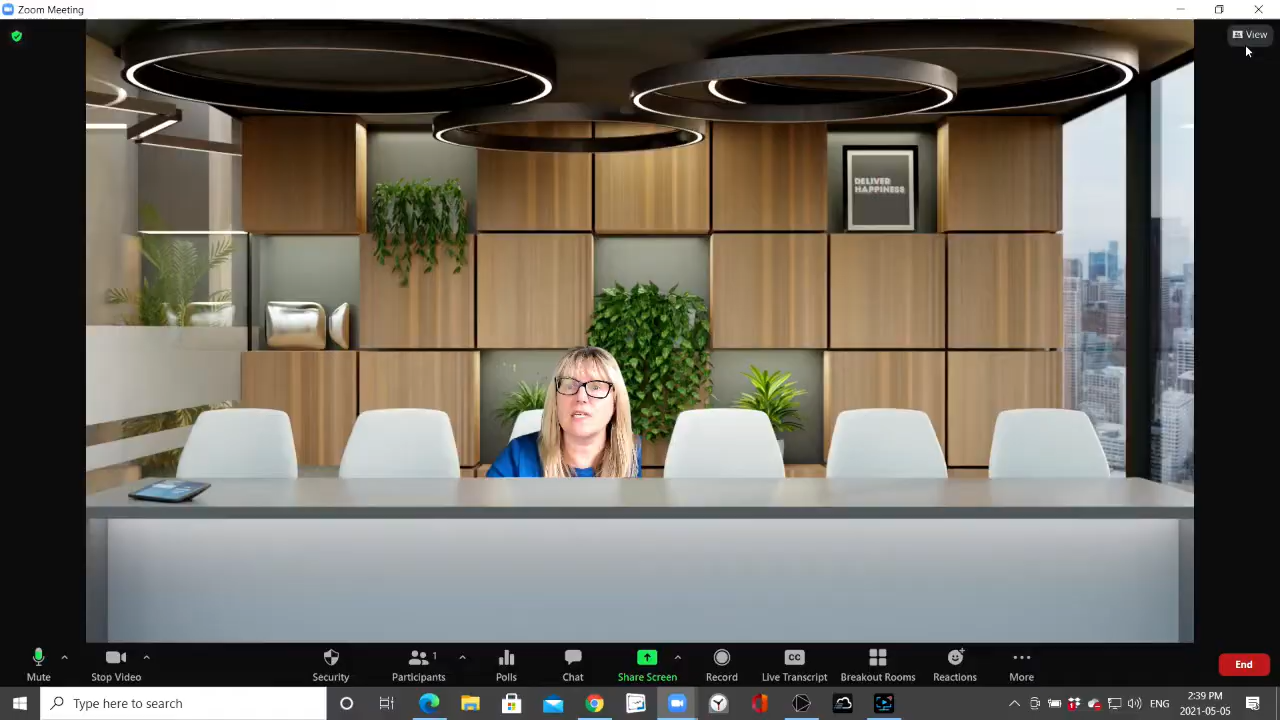 Zoom Meeting
View
DELIVER
HAPPINESS
1
CC
Mute
Stop Video
Security
Participants
Polls
Chat
Share Screen
Record
Live Transcript
Breakout Rooms
Reactions
More
End
Type here to search
ENG
2:39 PM
2021-05-05